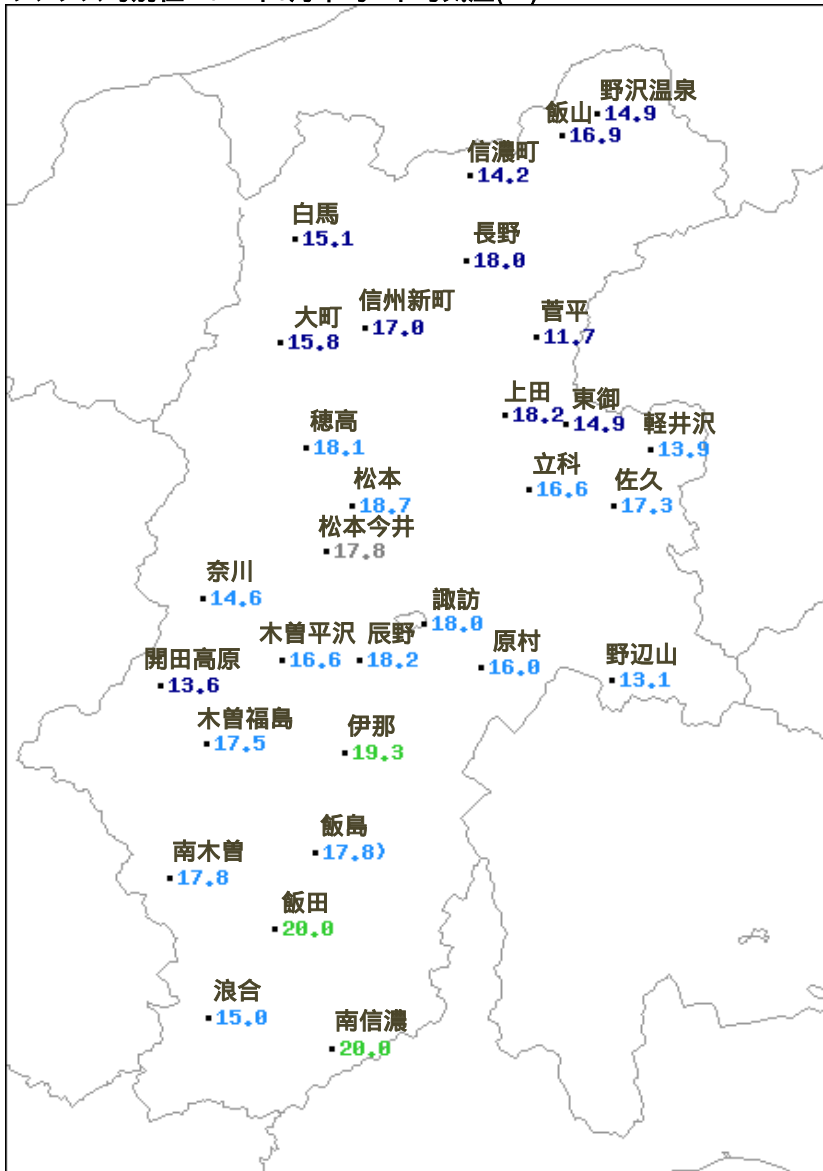 野沢温泉
14.9
飯山
16.9
信濃町
14.2
白馬
15.1
長野
18.0
信州新町
17.0
大町
15.8
菅平
11.7
上田
18.2
東御
14.9
穂高
18.1
軽井沢
13.9
立科
16.6
佐久
17.3
松本
18.7
松本今井
17.8
奈川
14.6
諏訪
18.0
木曽平沢
16.6
辰野
18.2
原村
16.0
野辺山
13.1
開田高原
13.6
木曽福島
17.5
伊那
19.3
飯島
17.8)
南木曽
17.8
飯田
20.0
浪合
15.0
南信濃
20.0